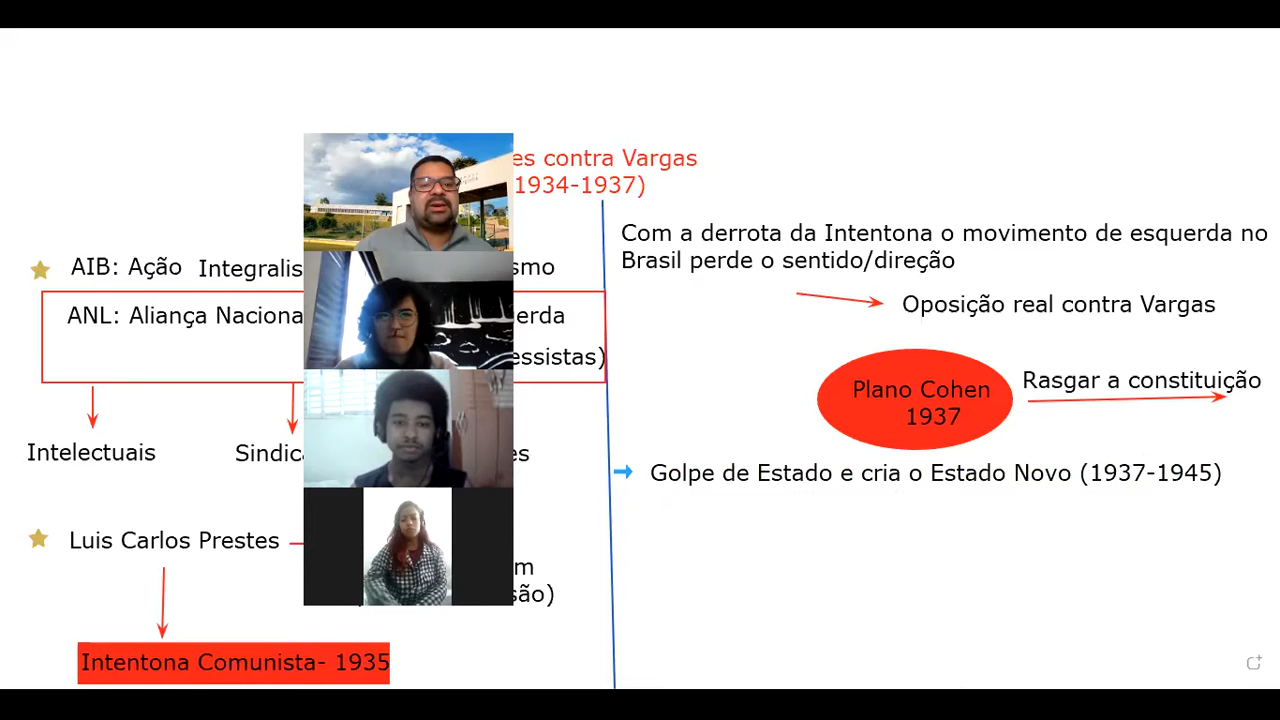 es contra Vargas
1934-1937)
AIB: Ação Integralis
smo
ANL: Aliança Naciona
erda
essistas)
Intelectuais
Sindica
es
Luis Carlos Prestes
m
são)
Intentona Comunista- 1935
Com a derrota da Intentona o movimento de esquerda no
Brasil perde o sentido/direção
Oposição real contra Vargas
Plano Cohen
1937
Rasgar a constituição
Golpe de Estado e cria o Estado Novo (1937-1945)